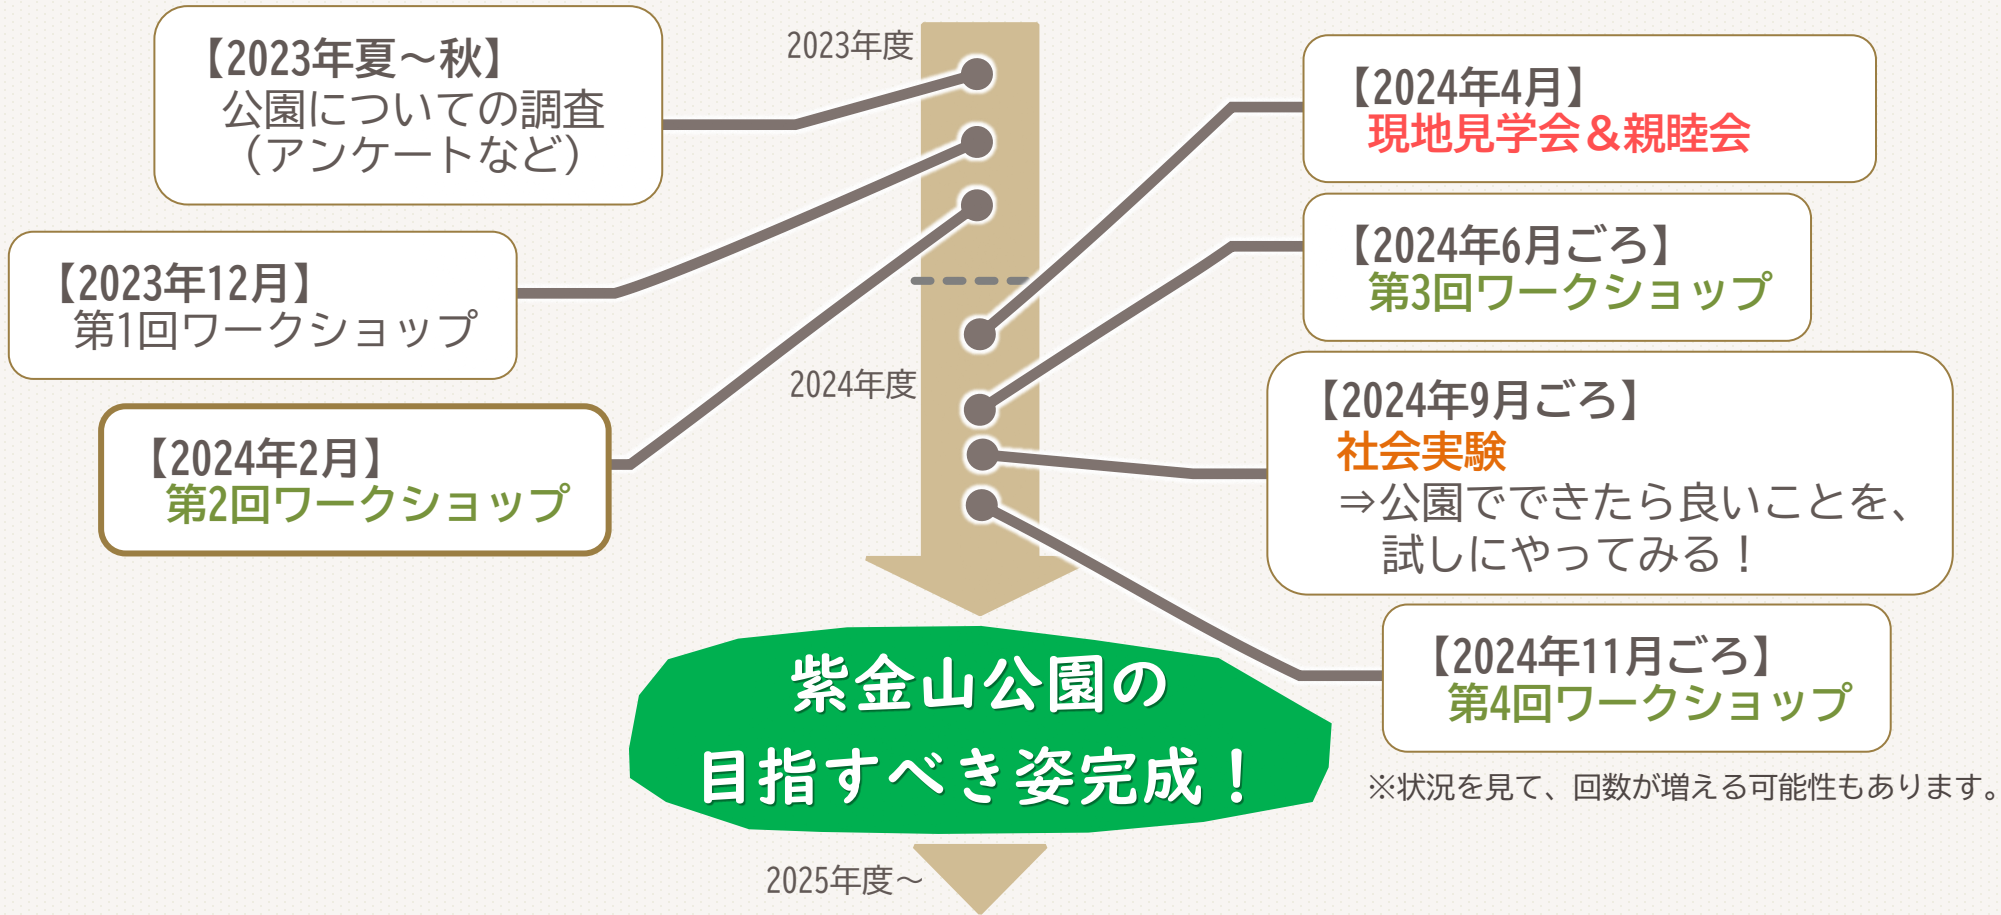 2023年度
【2023年夏～秋】
公園についての調査
（アンケートなど）
【2023年12月】
第1回ワークショップ
【2024年2月】
第2回ワークショップ
2024年度
【2024年4月】
現地見学会＆親睦会
【2024年6月ごろ】
第3回ワークショップ
【2024年9月ごろ】
社会実験
⇒公園でできたら良いことを、
試しにやってみる！
【2024年11月ごろ】
第4回ワークショップ
※状況を見て、回数が増える可能性もあります。
紫金山公園の
目指すべき姿完成！
2025年度～